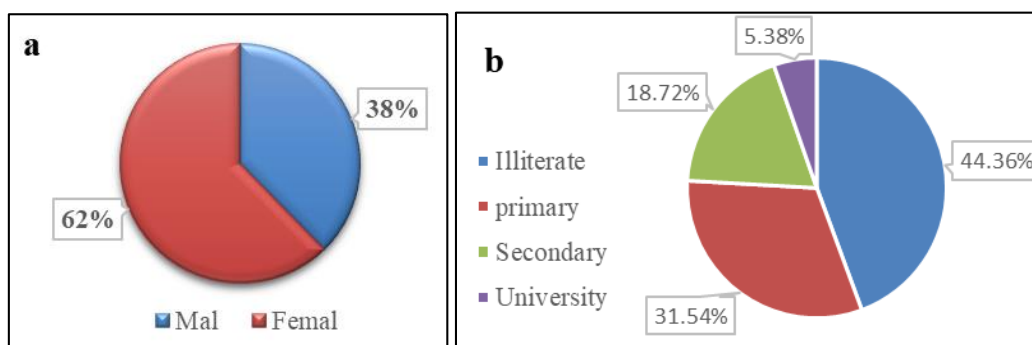 a
38%
62%
Mal
Femal
b
5.38%
18.72%
Illiterate
44.36%
primary
Secondary
University
31.54%